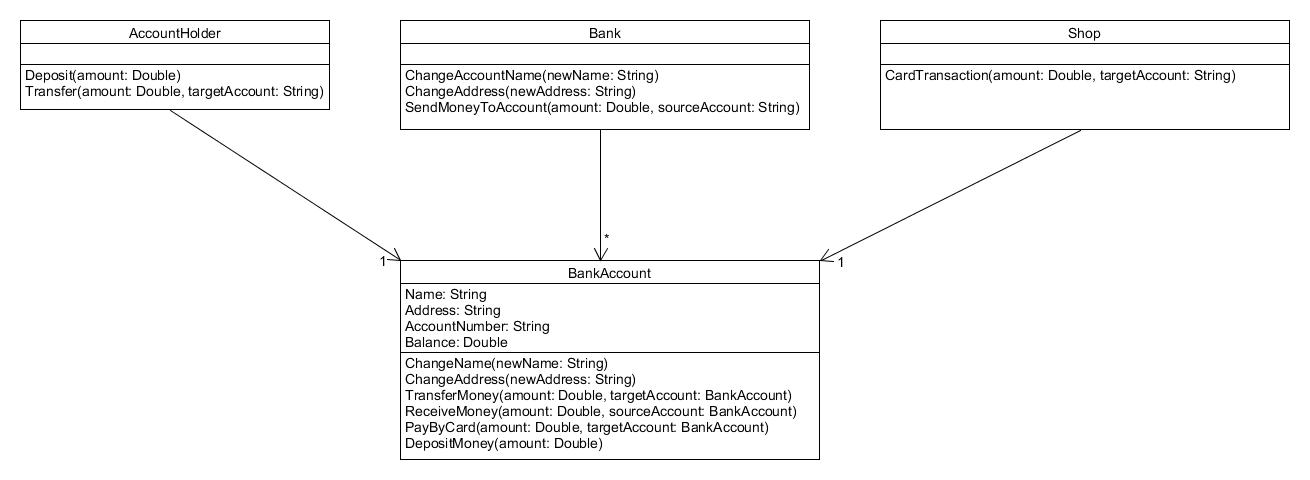 AccountHolder
Deposit(amount: Double)
Transfer(amount: Double, targetAccount: String)
Bank
ChangeAccountName(newName: String)
ChangeAddress(newAddress: String)
SendMoneyToAccount(amount: Double, sourceAccount: String)
Shop
CardTransaction(amount: Double, targetAccount: String)
1
*
1
BankAccount
Name: String
Address: String
AccountNumber: String
Balance: Double
ChangeName(newName: String)
ChangeAddress(newAddress: String)
TransferMoney(amount: Double, targetAccount: BankAccount)
ReceiveMoney(amount: Double, sourceAccount: BankAccount)
PayByCard(amount: Double, targetAccount: BankAccount)
DepositMoney(amount: Double)